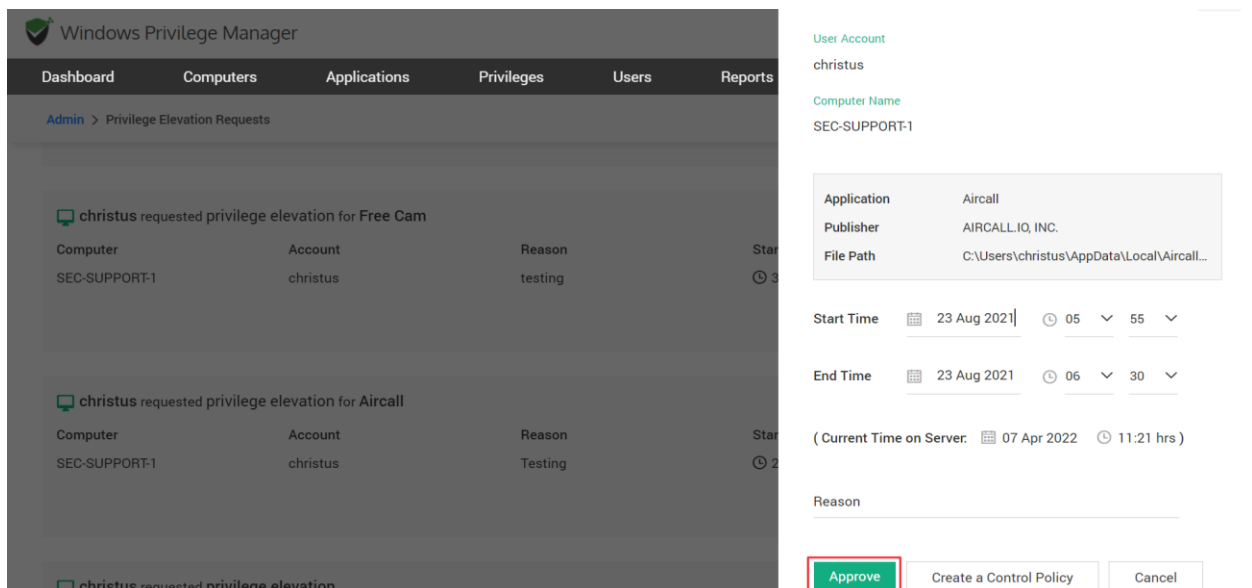 Windows Privilege Manager
Dashboard Computers Applications Privileges Users Reports
Admin > Privilege Elevation Requests
christus requested privilege elevation for Free Cam
Computer Account Reason
SEC-SUPPORT-1 christus testing
christus requested privilege elevation for Aircall
Computer Account Reason
SEC-SUPPORT-1 christus Testing
christus requested privilege elevation
User Account
christus
Computer Name
SEC-SUPPORT-1
Application Aircall
Publisher AIRCALL.IO, INC.
File Path C:\Users\christus\AppData\Local\Aircall...
Start Time 23 Aug 2021 05 55
End Time 23 Aug 2021 06 30
( Current Time on Server: 07 Apr 2022 11:21 hrs )
Reason
Approve Create a Control Policy Cancel